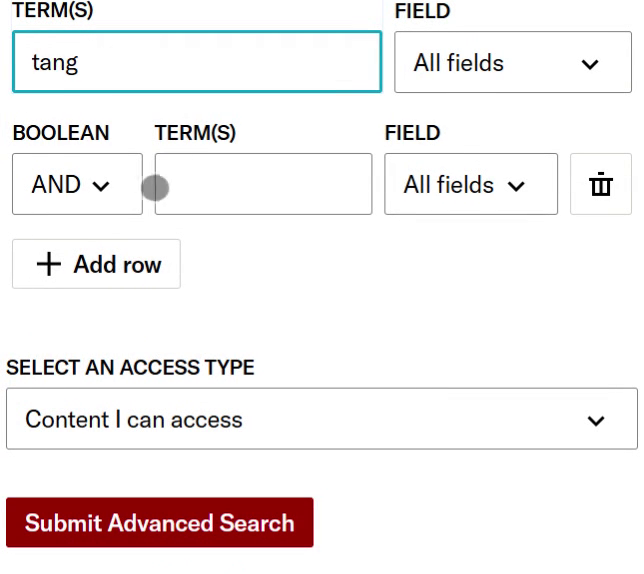 TERM(S) FIELD
tang All fields
BOOLEAN TERM(S) FIELD
AND All fields
Add row
SELECT AN ACCESS TYPE
Content I can access
Submit Advanced Search